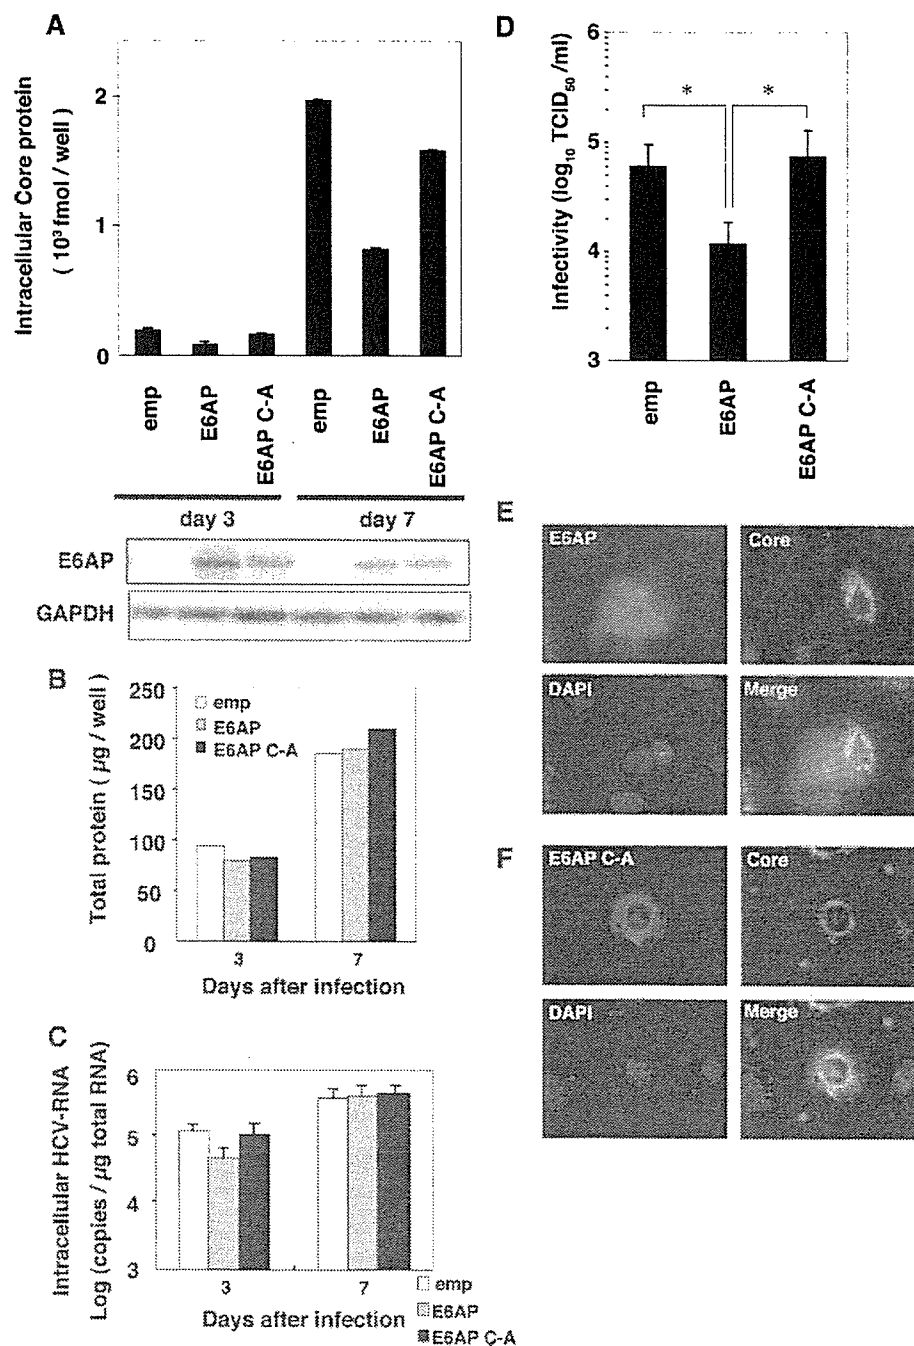 A
Intracellular Core protein
( 10³ fmol / well )
2
1
0
emp
E6AP
E6AP C-A
emp
E6AP
E6AP C-A
day 3
day 7
E6AP
GAPDH
B
Total protein ( µg / well )
250
200
150
100
50
0
emp
E6AP
E6AP C-A
3
7
Days after infection
C
Intracellular HCV-RNA
Log (copies / µg total RNA)
6
5
4
3
3
7
Days after infection
emp
E6AP
E6AP C-A
D
Infectivity (log₁₀ TCID₅₀ /ml)
6
5
4
3
*
*
emp
E6AP
E6AP C-A
E
E6AP
Core
DAPI
Merge
F
E6AP C-A
Core
DAPI
Merge